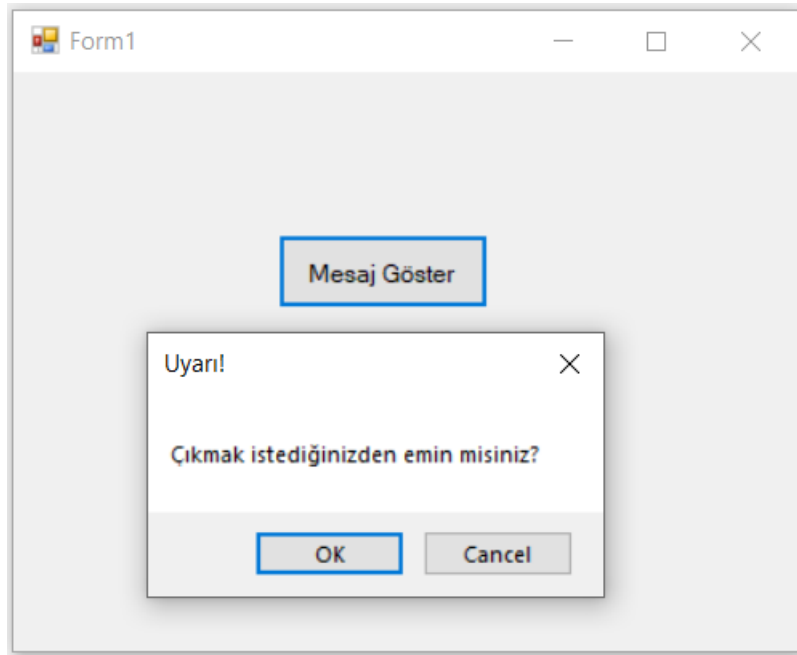 Form1
Mesaj Göster
Uyarı!
Çıkmak istediğinizden emin misiniz?
OK
Cancel